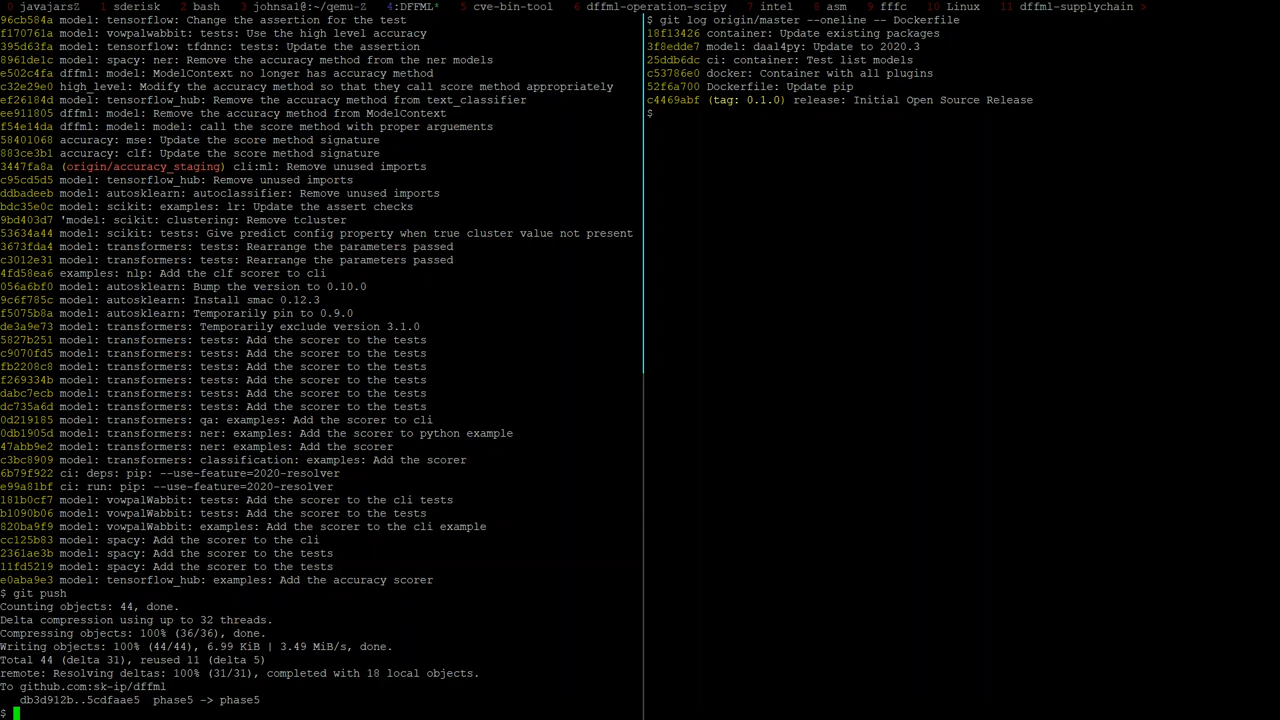 0 javajarsZ 1 sderisk 2 bash 3 johnsa1@:~/qemu-Z 4:DFFML* 5 cve-bin-tool 6 dffml-operation-scipy 7 intel 8 asm 9 fffc 10 Linux 11 dffml-supplychain >
96cb584a model: tensorflow: Change the assertion for the test
f170761a model: vowpalwabbit: tests: Use the high level accuracy
395d63fa model: tensorflow: tfdnnc: tests: Update the assertion
8961de1c model: spacy: ner: Remove the accuracy method from the ner models
e502c4fa dffml: model: ModelContext no longer has accuracy method
c32e29e0 high_level: Modify the accuracy method so that they call score method appropriately
ef26184d model: tensorflow_hub: Remove the accuracy method from text_classifier
ee911805 dffml: model: Remove the accuracy method from ModelContext
f54e14da dffml: model: model: call the score method with proper arguements
58401068 accuracy: mse: Update the score method signature
883ce3b1 accuracy: clf: Update the score method signature
3447fa8a (origin/accuracy_staging) cli:ml: Remove unused imports
c95cd5d5 model: tensorflow_hub: Remove unused imports
ddbadeeb model: autosklearn: autoclassifier: Remove unused imports
bdc35e0c model: scikit: examples: lr: Update the assert checks
9bd403d7 'model: scikit: clustering: Remove tcluster
53634a44 model: scikit: tests: Give predict config property when true cluster value not present
3673fda4 model: transformers: tests: Rearrange the parameters passed
c3012e31 model: transformers: tests: Rearrange the parameters passed
4fd58ea6 examples: nlp: Add the clf scorer to cli
056a6bf0 model: autosklearn: Bump the version to 0.10.0
9c6f785c model: autosklearn: Install smac 0.12.3
f5075b8a model: autosklearn: Temporarily pin to 0.9.0
de3a9e73 model: transformers: Temporarily exclude version 3.1.0
5827b251 model: transformers: tests: Add the scorer to the tests
c9070fd5 model: transformers: tests: Add the scorer to the tests
fb2208c8 model: transformers: tests: Add the scorer to the tests
f269334b model: transformers: tests: Add the scorer to the tests
dabc7ecb model: transformers: tests: Add the scorer to the tests
dc735a6d model: transformers: tests: Add the scorer to the tests
0d219185 model: transformers: qa: examples: Add the scorer to cli
0db1905d model: transformers: ner: examples: Add the scorer to python example
47abb9e2 model: transformers: ner: examples: Add the scorer
c3bc8909 model: transformers: classification: examples: Add the scorer
6b79f922 ci: deps: pip: --use-feature=2020-resolver
e99a81bf ci: run: pip: --use-feature=2020-resolver
181b0cf7 model: vowpalWabbit: tests: Add the scorer to the cli tests
b1090b06 model: vowpalWabbit: tests: Add the scorer to the tests
820ba9f9 model: vowpalWabbit: examples: Add the scorer to the cli example
cc125b83 model: spacy: Add the scorer to the cli
2361ae3b model: spacy: Add the scorer to the tests
11fd5219 model: spacy: Add the scorer to the tests
e0aba9e3 model: tensorflow_hub: examples: Add the accuracy scorer
$ git push
Counting objects: 44, done.
Delta compression using up to 32 threads.
Compressing objects: 100% (36/36), done.
Writing objects: 100% (44/44), 6.99 KiB | 3.49 MiB/s, done.
Total 44 (delta 31), reused 11 (delta 5)
remote: Resolving deltas: 100% (31/31), completed with 18 local objects.
To github.com:sk-ip/dffml
db3d912b..5cdfaae5 phase5 -> phase5
$
$ git log origin/master --oneline -- Dockerfile
18f13426 container: Update existing packages
3f8edde7 model: daal4py: Update to 2020.3
25ddb6dc ci: container: Test list models
c53786e0 docker: Container with all plugins
52f6a700 Dockerfile: Update pip
c4469abf (tag: 0.1.0) release: Initial Open Source Release
$